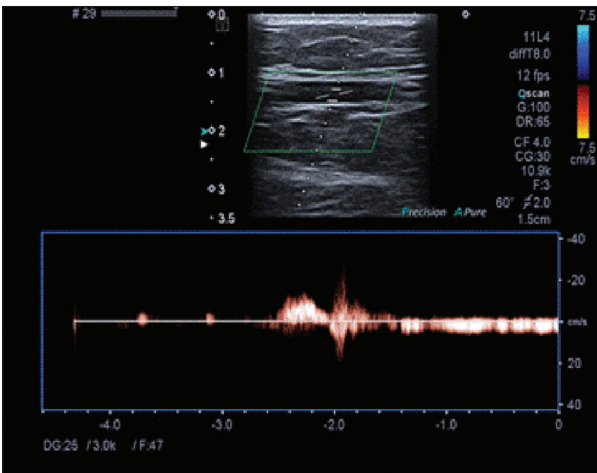 # 29
0
1
2
3
3.5
7.5
11L4
diffT8.0
12 fps
Qscan
G:100
DR:65
CF 4.0
CG:30
10.9k
F:3
60° 2.0
1.5cm
7.5
cm/s
Precision A Pure
-40
-20
cm/s
20
40
-4.0 -3.0 -2.0 -1.0 0
DG:25 /3.0k /F:47